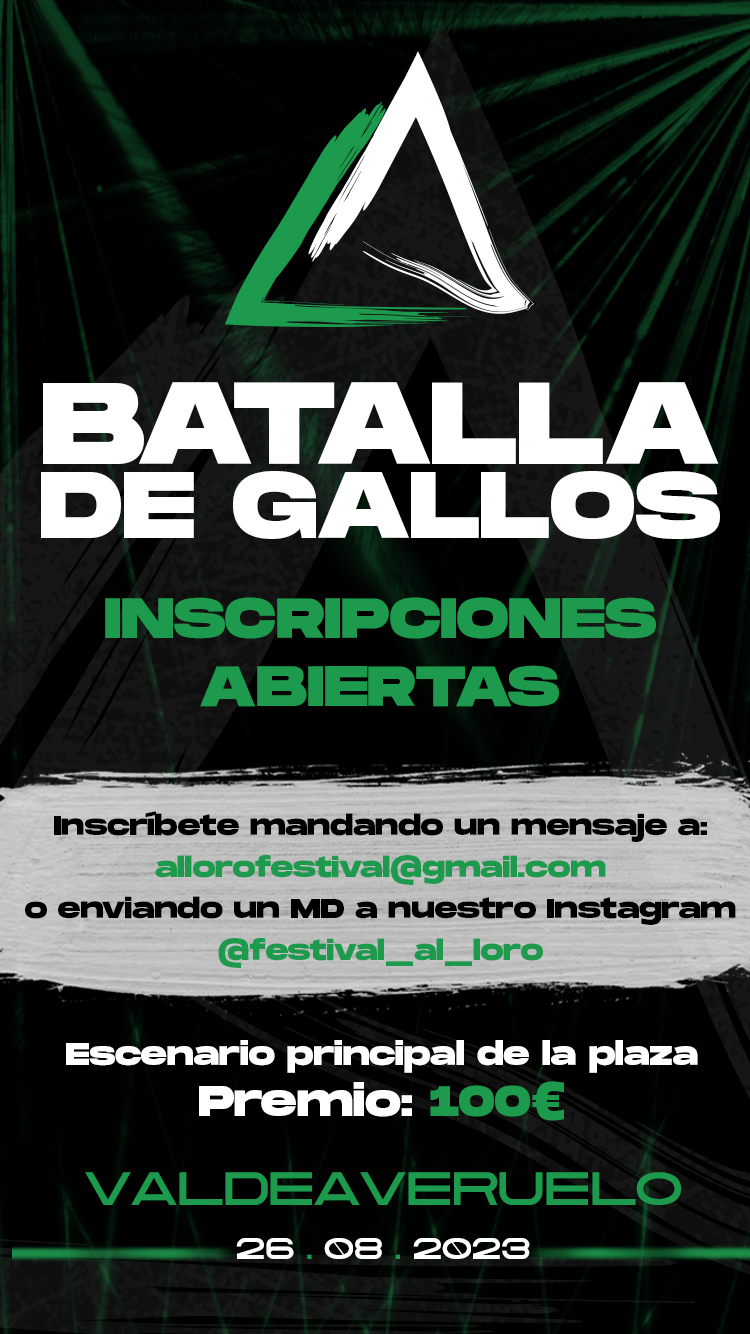 BATALLA
DE GALLOS
INSCRIPCIONES
ABIERTAS
Inscríbete mandando un mensaje a:
allorofestival@gmail.com
o enviando un MD a nuestro Instagram
@festival_al_loro
Escenario principal de la plaza
Premio: 100€
VALDEAVERUELO
26 . 08 . 2023